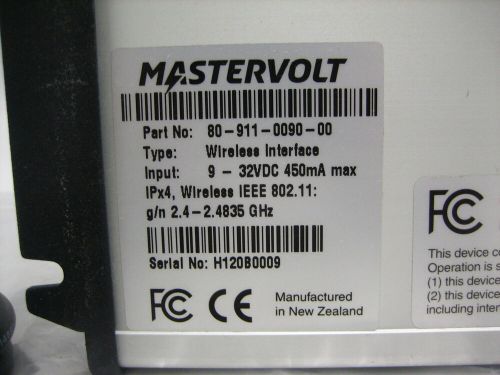 MASTERVOLT
Part No: 80-911-0090-00
Type: Wireless Interface
Input: 9 - 32VDC 450mA max
IPx4, Wireless IEEE 802.11:
g/n 2.4-2.4835 GHz
Serial No: H120B0009
FC CE Manufactured
in New Zealand
FC
This device co
Operation is s
(1) this device
(2) this device
including inter